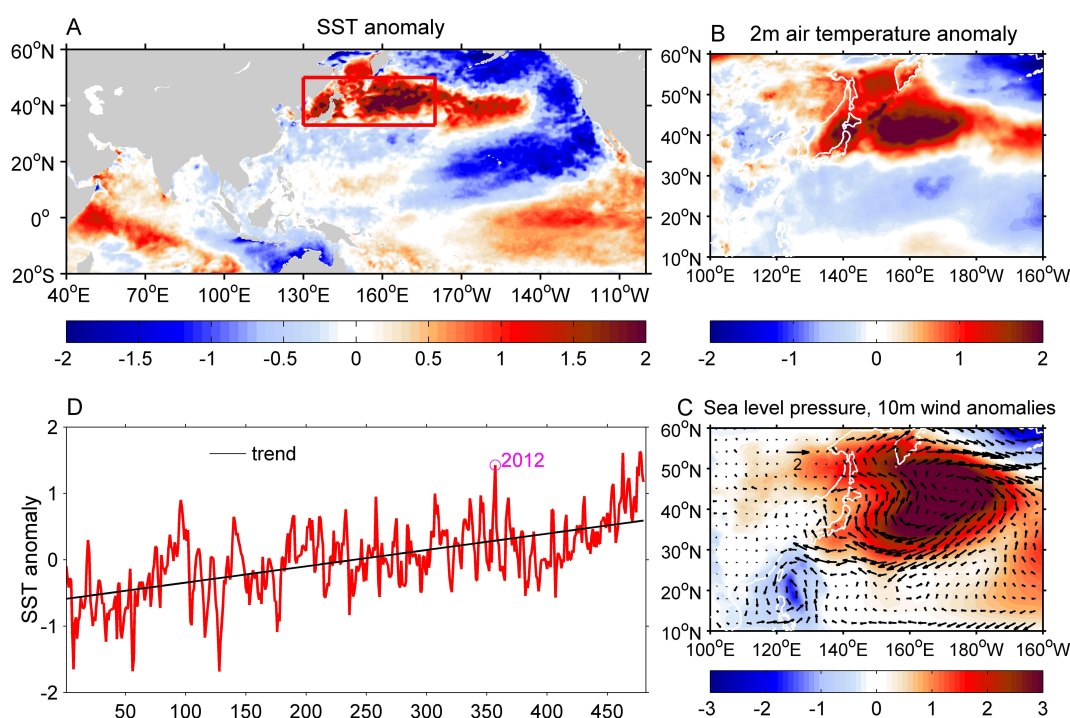 A
SST anomaly
60°N
40°N
20°N
0°
20°S
40°E
70°E
100°E
130°E
160°E
170°W
140°W
110°W
-2
-1.5
-1
-0.5
0
0.5
1
1.5
2
B
2m air temperature anomaly
60°N
50°N
40°N
30°N
20°N
10°N
100°E
120°E
140°E
160°E
180°E
160°W
-2
-1
0
1
2
D
SST anomaly
2
1
0
-1
-2
trend
2012
50
100
150
200
250
300
350
400
450
C
Sea level pressure, 10m wind anomalies
60°N
50°N
40°N
30°N
20°N
10°N
2
100°E
120°E
140°E
160°E
180°E
160°W
-3
-2
-1
0
1
2
3